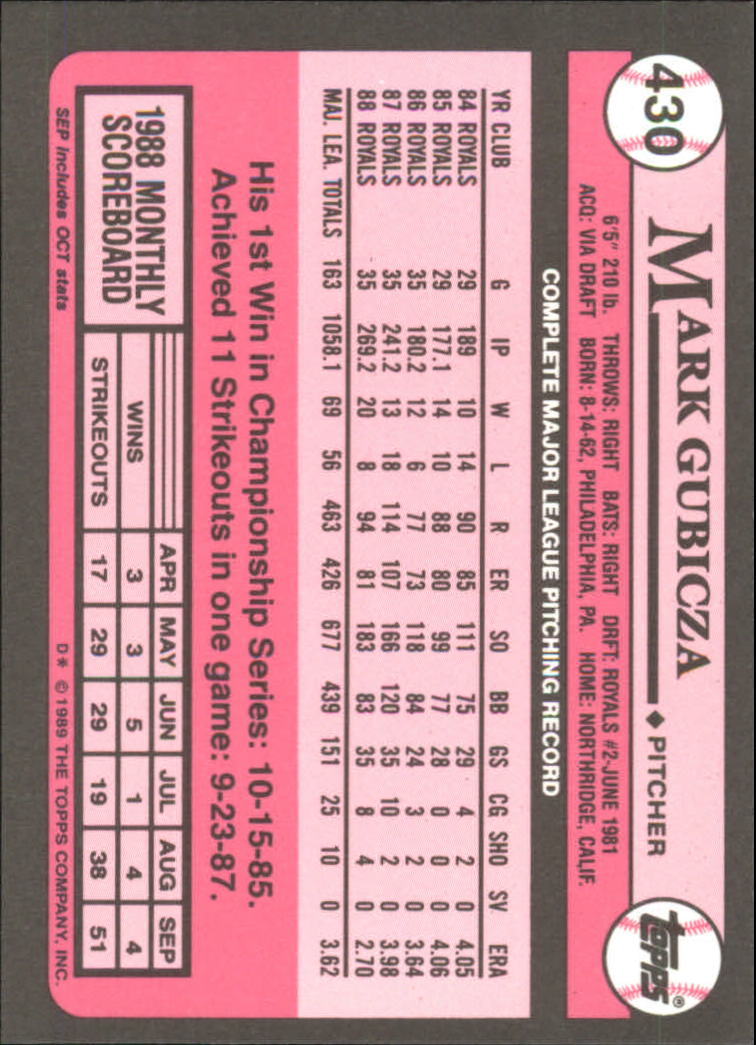 430
MARK GUBICZA ◆ PITCHER
topps®
6'5" 210 lb. THROWS: RIGHT BATS: RIGHT DRFT: ROYALS #2-JUNE 1981
ACQ: VIA DRAFT BORN: 8-14-62, PHILADELPHIA, PA. HOME: NORTHRIDGE, CALIF.
COMPLETE MAJOR LEAGUE PITCHING RECORD
YR CLUB G IP W L R ER SO BB GS CG SHO SV ERA
84 ROYALS 29 189 10 14 90 85 111 75 29 4 2 0 4.05
85 ROYALS 29 177.1 14 10 88 80 99 77 28 0 0 0 4.06
86 ROYALS 35 180.2 12 6 77 73 118 84 24 3 2 0 3.64
87 ROYALS 35 241.2 13 18 114 107 166 120 35 10 2 0 3.98
88 ROYALS 35 269.2 20 8 94 81 183 83 35 8 4 0 2.70
MAJ. LEA. TOTALS 163 1058.1 69 56 463 426 677 439 151 25 10 0 3.62
His 1st Win in Championship Series: 10-15-85.
Achieved 11 Strikeouts in one game: 9-23-87.
1988 MONTHLY
SCOREBOARD
APR MAY JUN JUL AUG SEP
WINS 3 3 5 1 4 4
STRIKEOUTS 17 29 29 19 38 51
SEP includes OCT stats
D* © 1989 THE TOPPS COMPANY, INC.